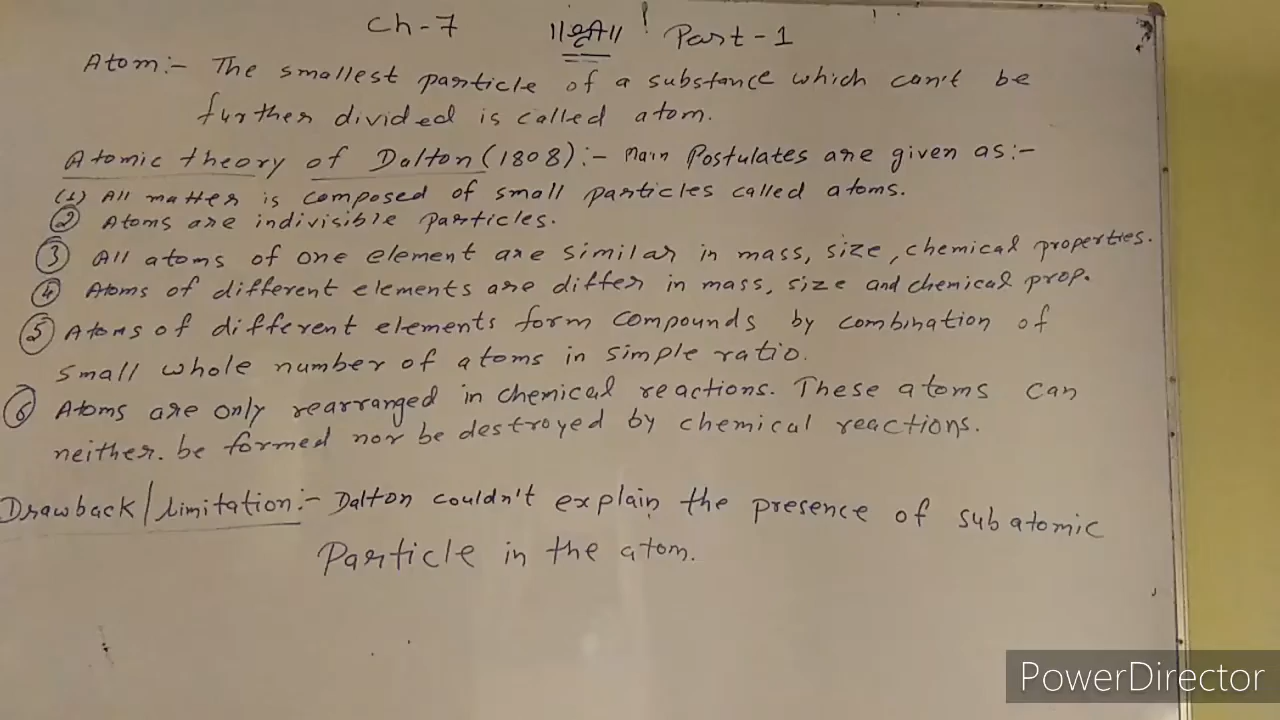 Ch-7 ||श्री|| Part-1
Atom:- The smallest particle of a substance which can't be
further divided is called atom.
Atomic theory of Dalton (1808):- Main Postulates are given as:-
(1) All matter is composed of small particles called atoms.
(2) Atoms are indivisible particles.
(3) All atoms of one element are similar in mass, size, chemical properties.
(4) Atoms of different elements are differ in mass, size and chemical prop.
(5) Atoms of different elements form compounds by combination of
small whole number of atoms in simple ratio.
(6) Atoms are only rearranged in chemical reactions. These atoms can
neither. be formed nor be destroyed by chemical reactions.
Drawback/limitation:- Dalton couldn't explain the presence of subatomic
Particle in the atom.
PowerDirector